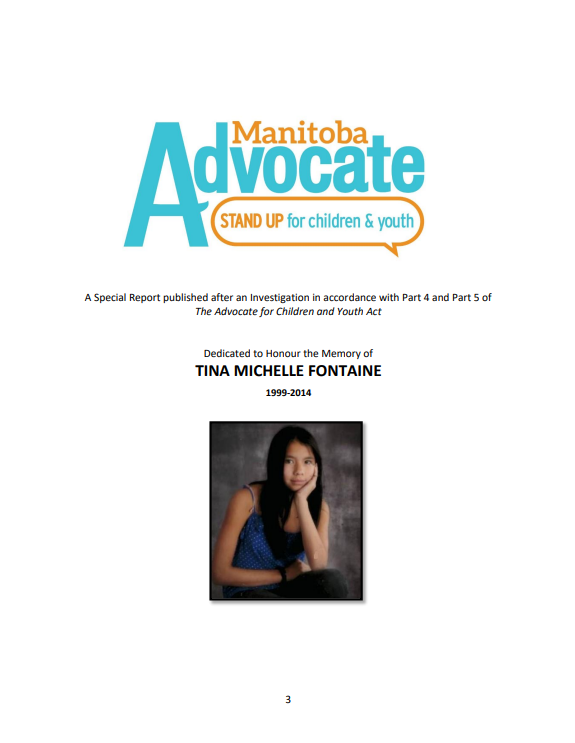 Manitoba
Advocate
STAND UP for children & youth
A Special Report published after an Investigation in accordance with Part 4 and Part 5 of
The Advocate for Children and Youth Act
Dedicated to Honour the Memory of
TINA MICHELLE FONTAINE
1999-2014
3